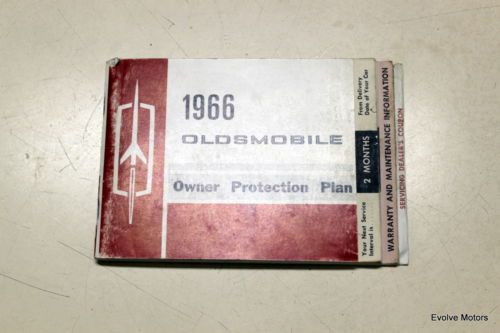 1966
OLDSMOBILE
Owner Protection Plan
Your Next Service
Interval is
2 MONTHS
From Delivery
Date of Your Car
WARRANTY AND MAINTENANCE INFORMATION
SERVICING DEALER'S COUPON
Evolve Motors